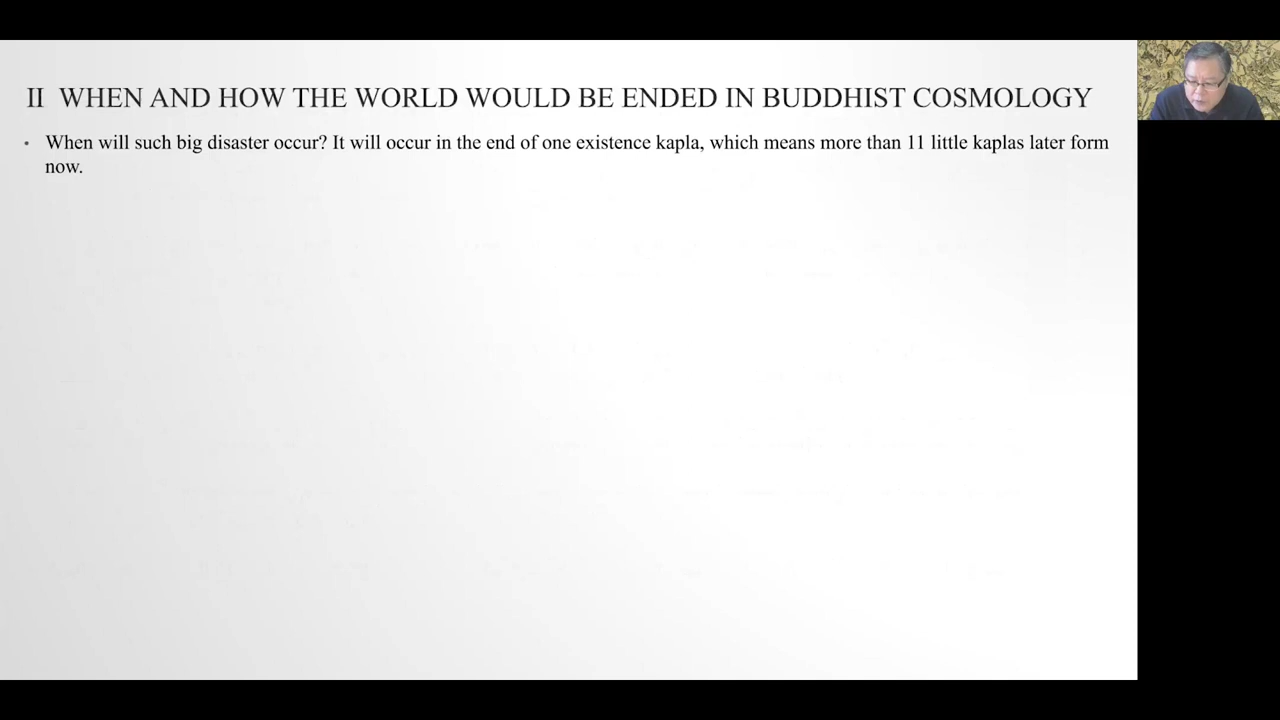 II WHEN AND HOW THE WORLD WOULD BE ENDED IN BUDDHIST COSMOLOGY
• When will such big disaster occur? It will occur in the end of one existence kapla, which means more than 11 little kaplas later form
now.